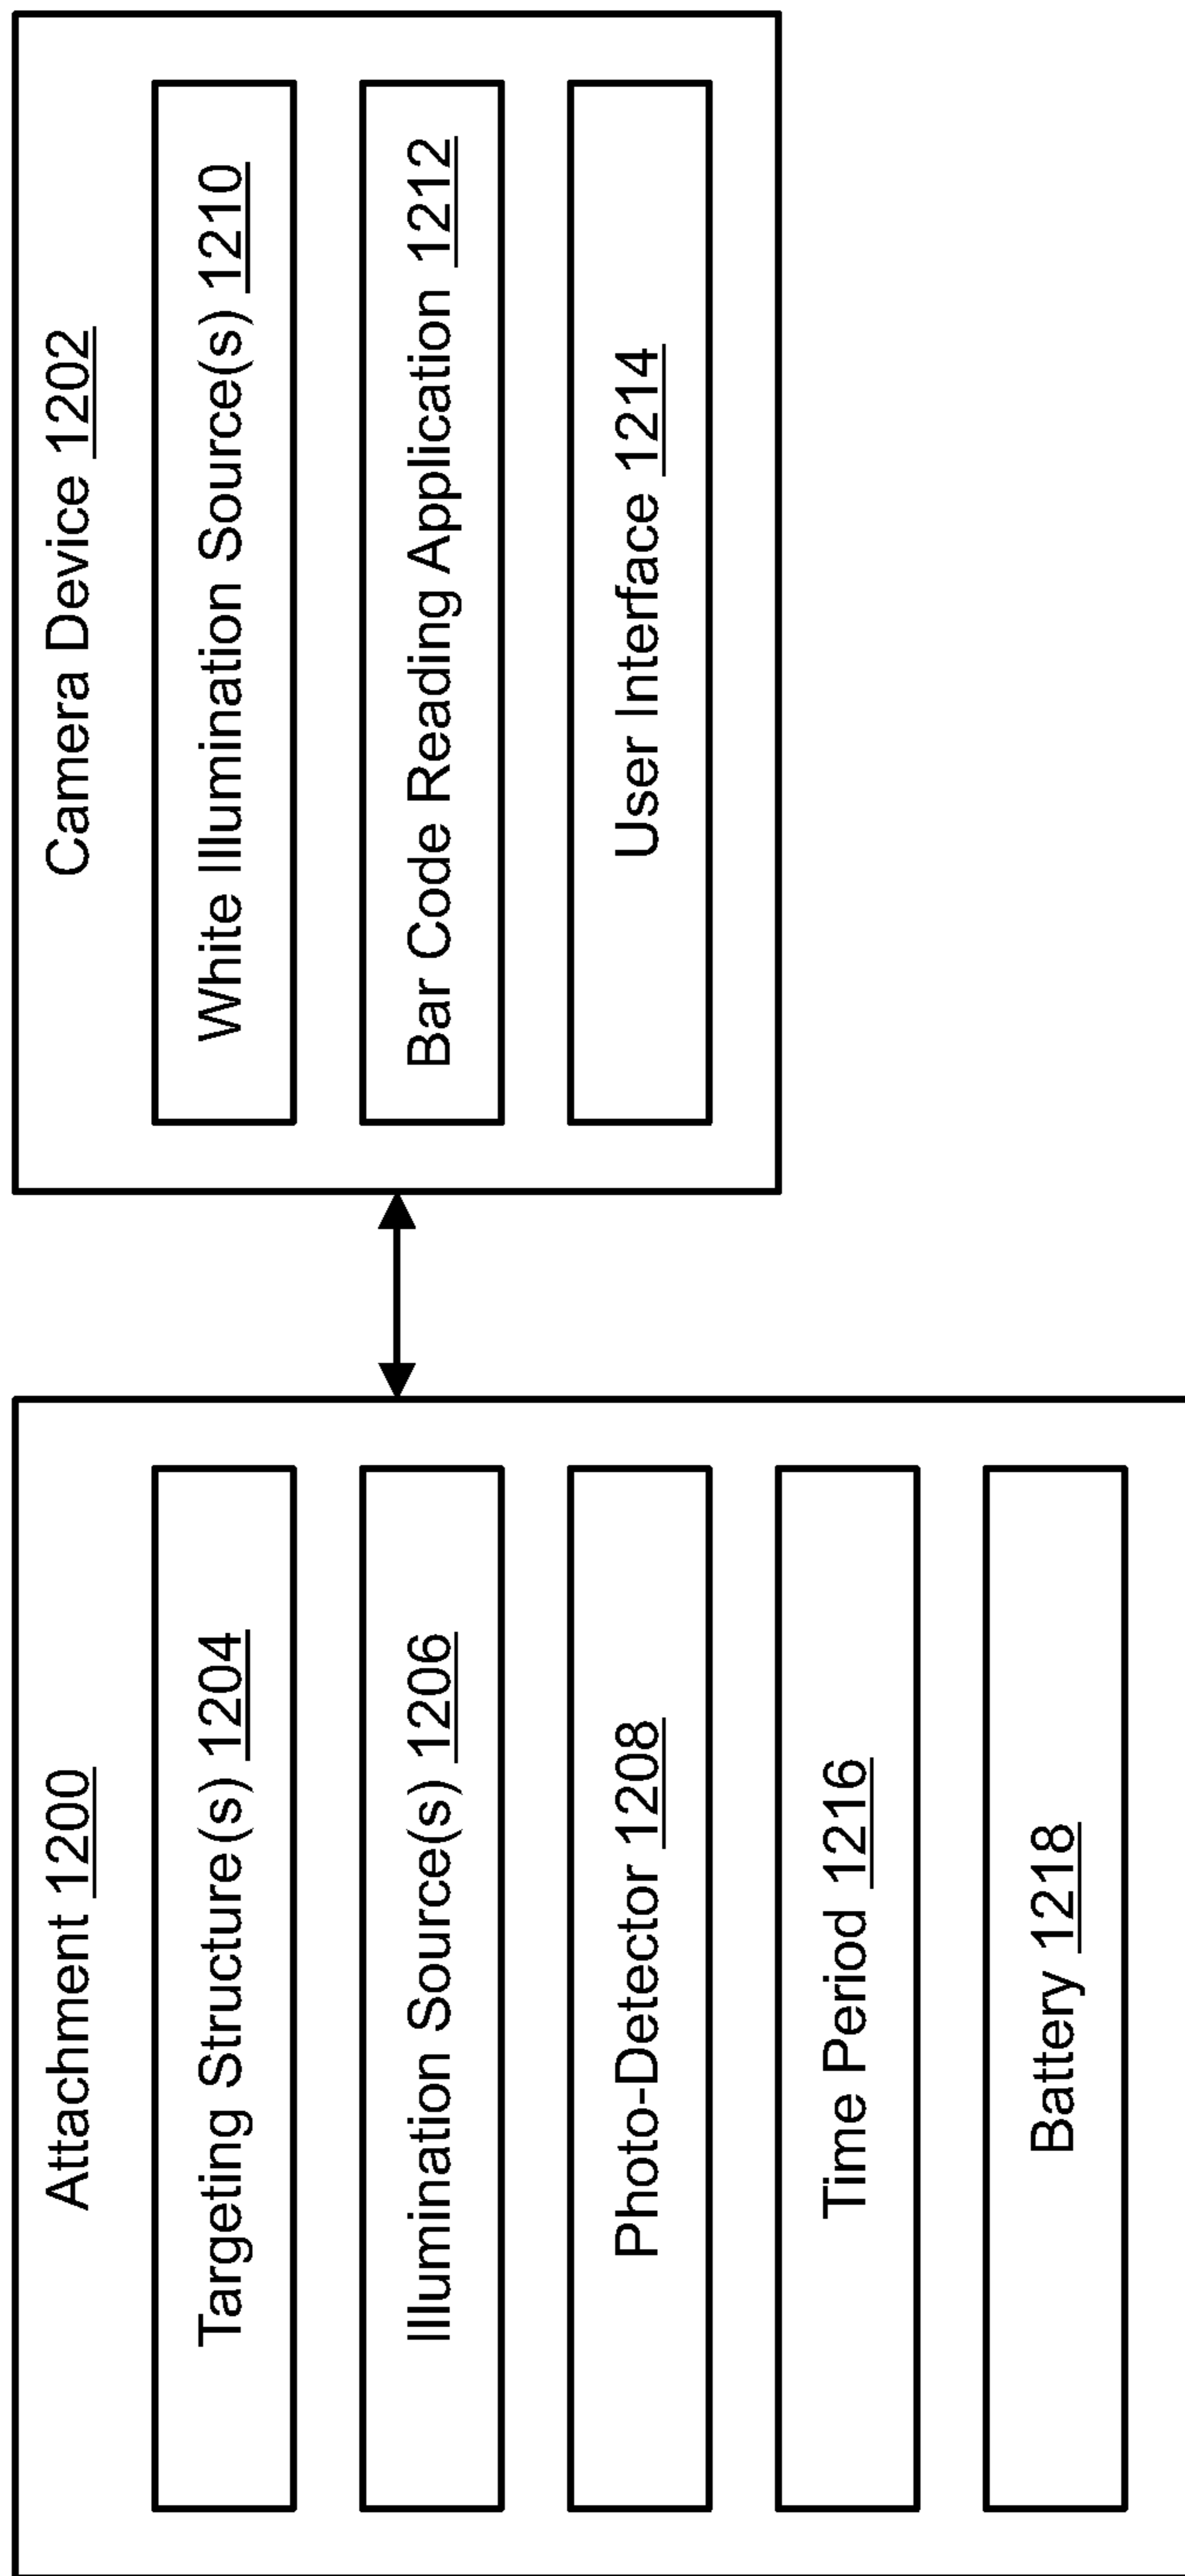 Attachment 1200
Targeting Structure(s) 1204
Illumination Source(s) 1206
Photo-Detector 1208
Time Period 1216
Battery 1218
Camera Device 1202
White Illumination Source(s) 1210
Bar Code Reading Application 1212
User Interface 1214